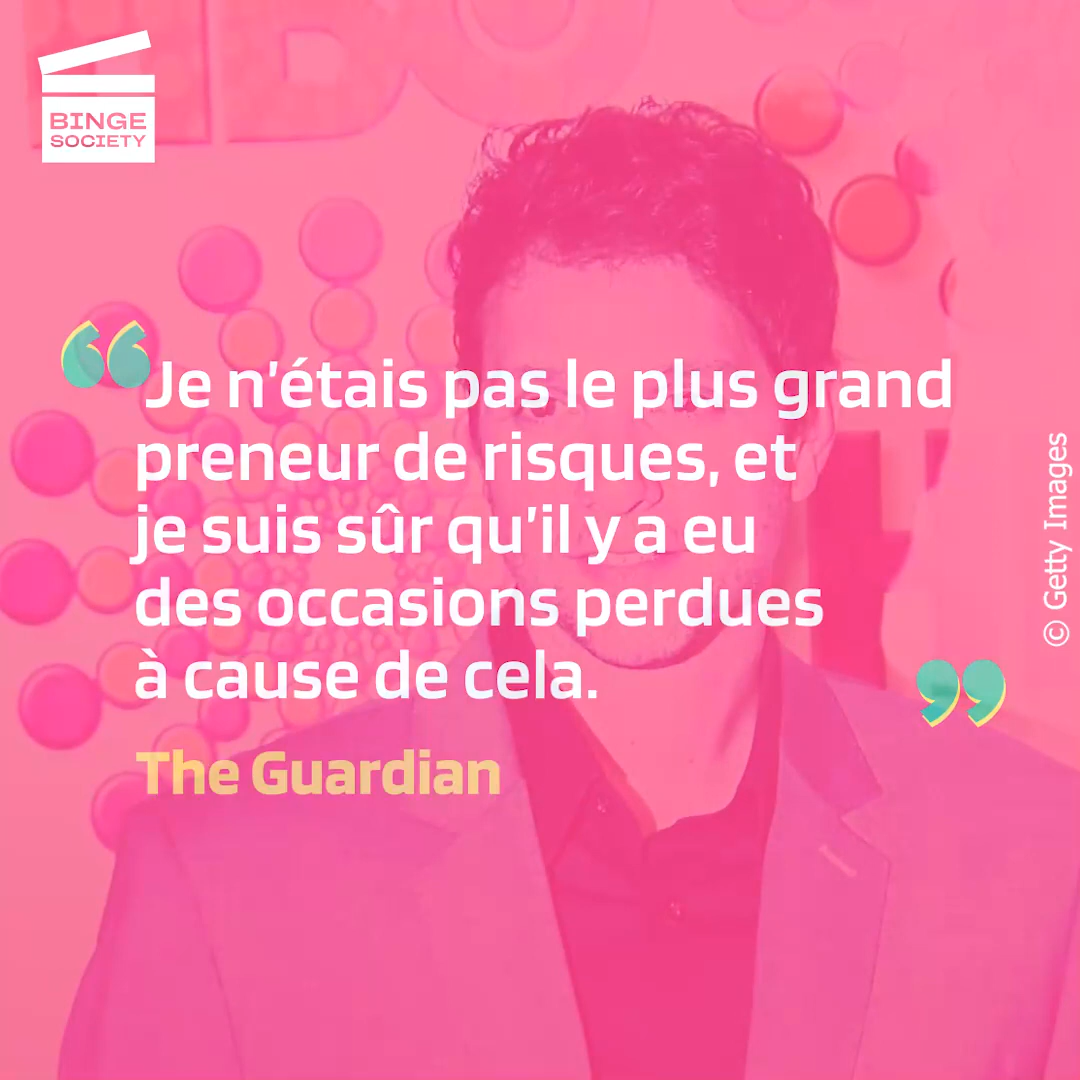 BINGE
SOCIETY
“Je n’étais pas le plus grand
preneur de risques, et
je suis sûr qu’il y a eu
des occasions perdues
à cause de cela.”
The Guardian
© Getty Images